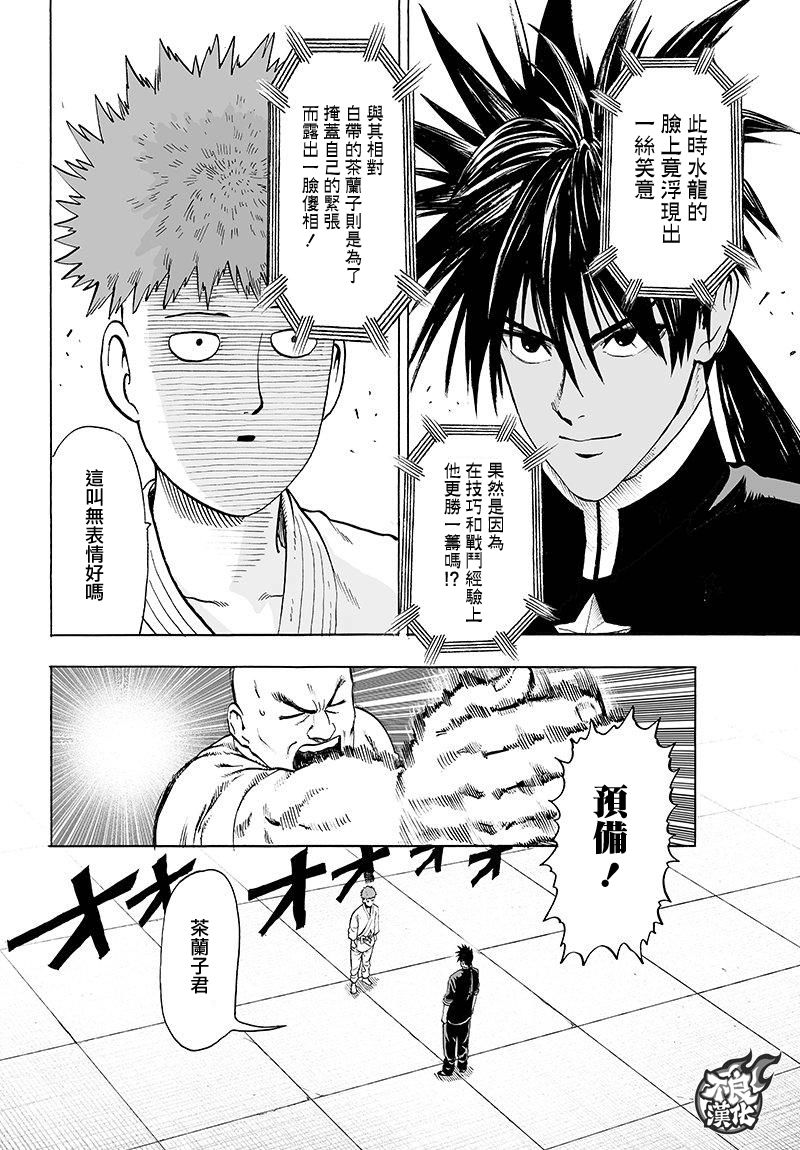 此時水龍的
臉上竟浮現出
一絲笑意
果然是因為
在技巧和戰鬥經驗上
他更勝一籌嗎!?
與其相對
白帶的茶蘭子則是為了
掩蓋自己的緊張
而露出一臉傻相！
這叫無表情好嗎
預備！
オオオオオ
茶蘭子君
狼
漢化